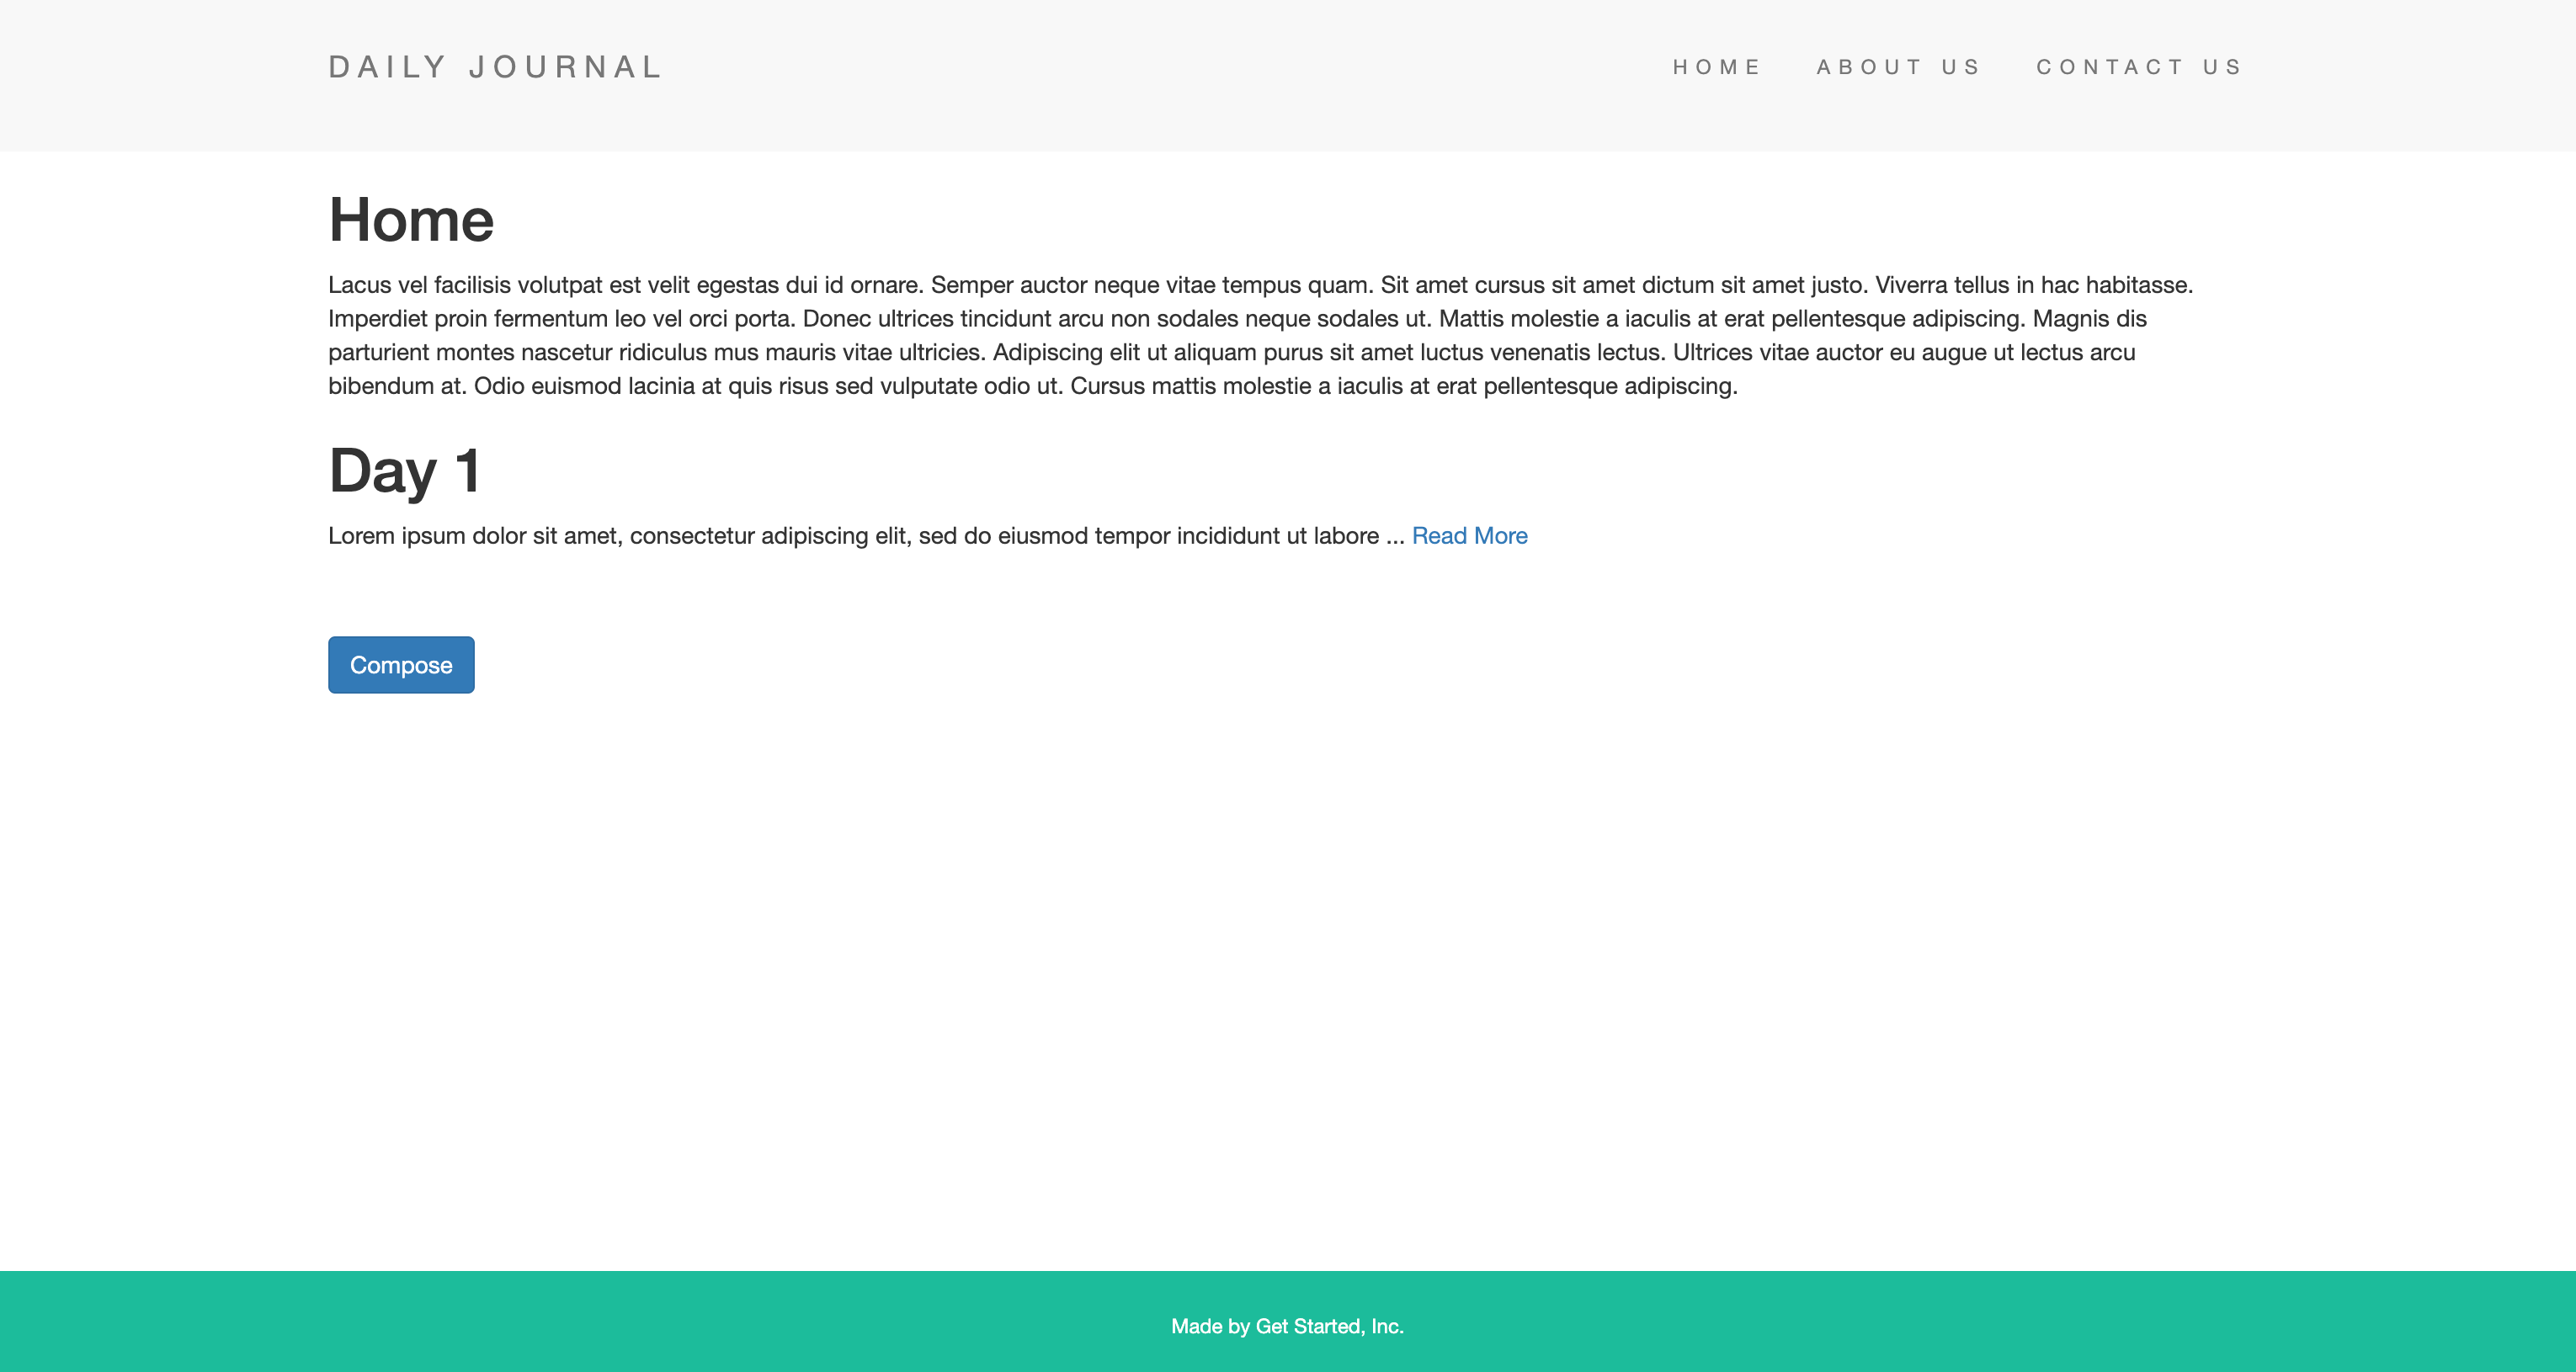 DAILY JOURNAL
HOME ABOUT US CONTACT US
Home
Lacus vel facilisis volutpat est velit egestas dui id ornare. Semper auctor neque vitae tempus quam. Sit amet cursus sit amet dictum sit amet justo. Viverra tellus in hac habitasse.
Imperdiet proin fermentum leo vel orci porta. Donec ultrices tincidunt arcu non sodales neque sodales ut. Mattis molestie a iaculis at erat pellentesque adipiscing. Magnis dis
parturient montes nascetur ridiculus mus mauris vitae ultricies. Adipiscing elit ut aliquam purus sit amet luctus venenatis lectus. Ultrices vitae auctor eu augue ut lectus arcu
bibendum at. Odio euismod lacinia at quis risus sed vulputate odio ut. Cursus mattis molestie a iaculis at erat pellentesque adipiscing.
Day 1
Lorem ipsum dolor sit amet, consectetur adipiscing elit, sed do eiusmod tempor incididunt ut labore ... Read More
Compose
Made by Get Started, Inc.